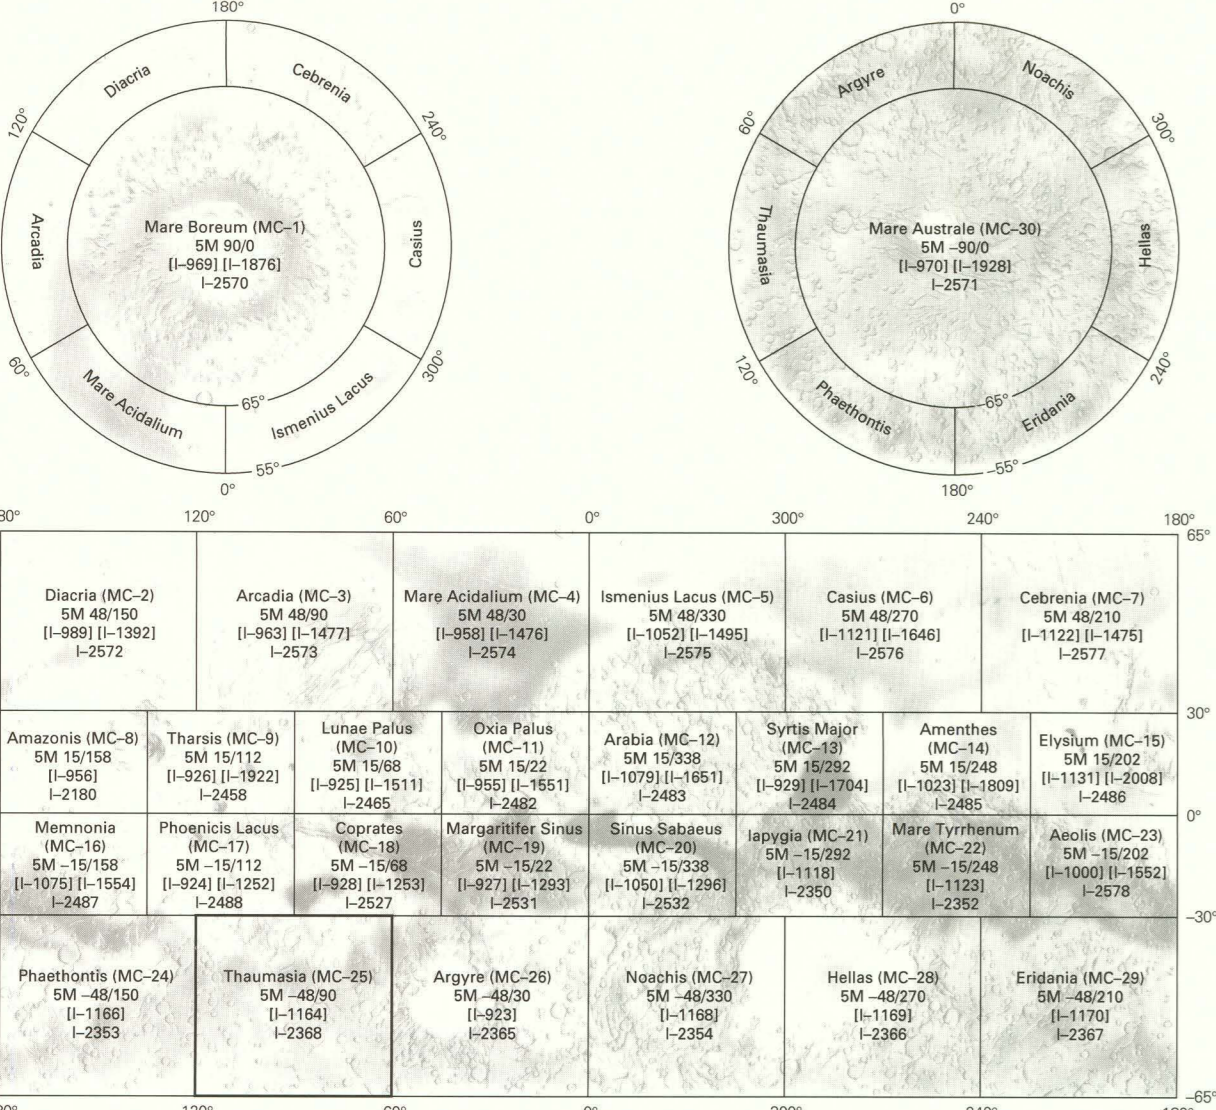 180°
Diacria
Cebrenia
120°
240°
Arcadia
Mare Boreum (MC–1)
5M 90/0
[I–969] [I–1876]
I–2570
Casius
60°
300°
Mare Acidalium
65°
Ismenius Lacus
55°
0°
0°
Argyre
Noachis
60°
300°
Thaumasia
Mare Australe (MC–30)
5M –90/0
[I–970] [I–1928]
I–2571
Hellas
120°
240°
Phaethontis
–65°
Eridania
–55°
180°
120°
60°
0°
300°
240°
180°
65°
Diacria (MC–2)
5M 48/150
[I–989] [I–1392]
I–2572
Arcadia (MC–3)
5M 48/90
[I–963] [I–1477]
I–2573
Mare Acidalium (MC–4)
5M 48/30
[I–958] [I–1476]
I–2574
Ismenius Lacus (MC–5)
5M 48/330
[I–1052] [I–1495]
I–2575
Casius (MC–6)
5M 48/270
[I–1121] [I–1646]
I–2576
Cebrenia (MC–7)
5M 48/210
[I–1122] [I–1475]
I–2577
30°
Amazonis (MC–8)
5M 15/158
[I–956]
I–2180
Tharsis (MC–9)
5M 15/112
[I–926] [I–1922]
I–2458
Lunae Palus
(MC–10)
5M 15/68
[I–925] [I–1511]
I–2465
Oxia Palus
(MC–11)
5M 15/22
[I–955] [I–1551]
I–2482
Arabia (MC–12)
5M 15/338
[I–1079] [I–1651]
I–2483
Syrtis Major
(MC–13)
5M 15/292
[I–929] [I–1704]
I–2484
Amenthes
(MC–14)
5M 15/248
[I–1023] [I–1809]
I–2485
Elysium (MC–15)
5M 15/202
[I–1131] [I–2008]
I–2486
0°
Memnonia
(MC–16)
5M –15/158
[I–1075] [I–1554]
I–2487
Phoenicis Lacus
(MC–17)
5M –15/112
[I–924] [I–1252]
I–2488
Coprates
(MC–18)
5M –15/68
[I–928] [I–1253]
I–2527
Margaritifer Sinus
(MC–19)
5M –15/22
[I–927] [I–1293]
I–2531
Sinus Sabaeus
(MC–20)
5M –15/338
[I–1050] [I–1296]
I–2532
Iapygia (MC–21)
5M –15/292
[I–1118]
I–2350
Mare Tyrrhenum
(MC–22)
5M –15/248
[I–1123]
I–2352
Aeolis (MC–23)
5M –15/202
[I–1000] [I–1552]
I–2578
–30°
Phaethontis (MC–24)
5M –48/150
[I–1166]
I–2353
Thaumasia (MC–25)
5M –48/90
[I–1164]
I–2368
Argyre (MC–26)
5M –48/30
[I–923]
I–2365
Noachis (MC–27)
5M –48/330
[I–1168]
I–2354
Hellas (MC–28)
5M –48/270
[I–1169]
I–2366
Eridania (MC–29)
5M –48/210
[I–1170]
I–2367
–65°